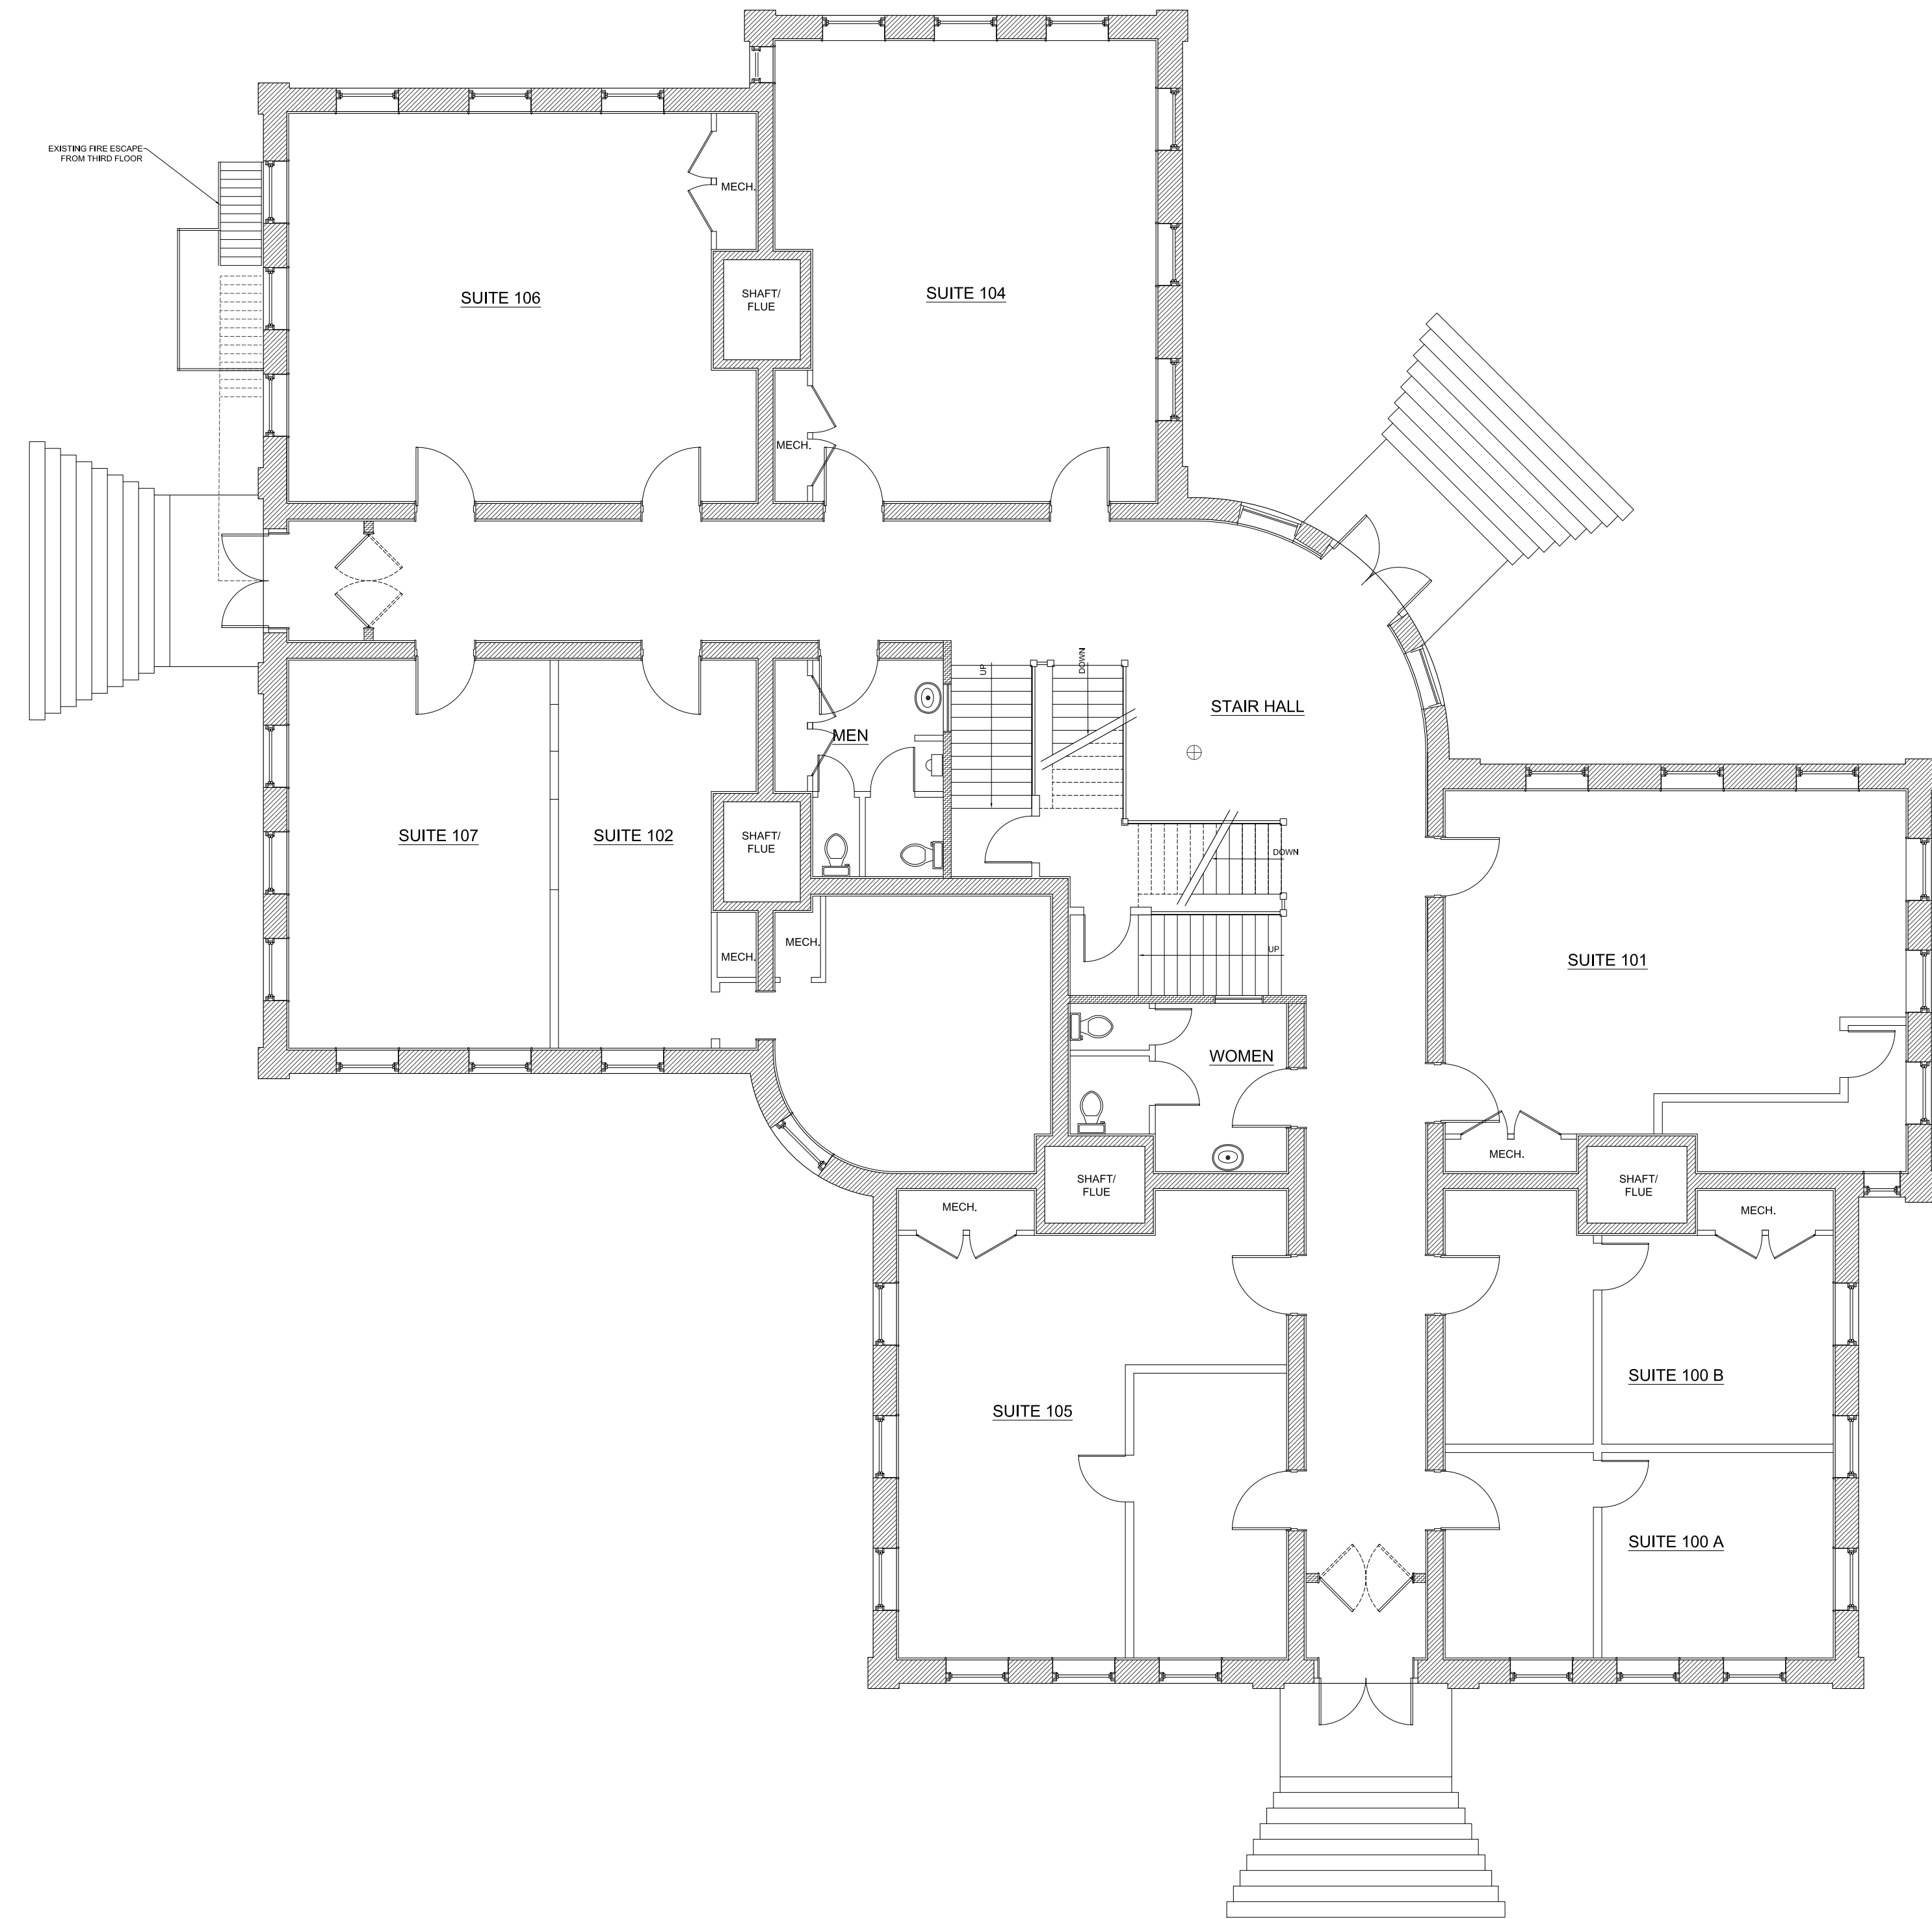 EXISTING FIRE ESCAPE
FROM THIRD FLOOR
MECH.
SUITE 106
SHAFT/
FLUE
SUITE 104
MECH.
UP
DOWN
STAIR HALL
MEN
SUITE 107
SUITE 102
SHAFT/
FLUE
DOWN
MECH.
MECH.
UP
SUITE 101
WOMEN
MECH.
SHAFT/
FLUE
SHAFT/
FLUE
MECH.
MECH.
SUITE 100 B
SUITE 105
SUITE 100 A